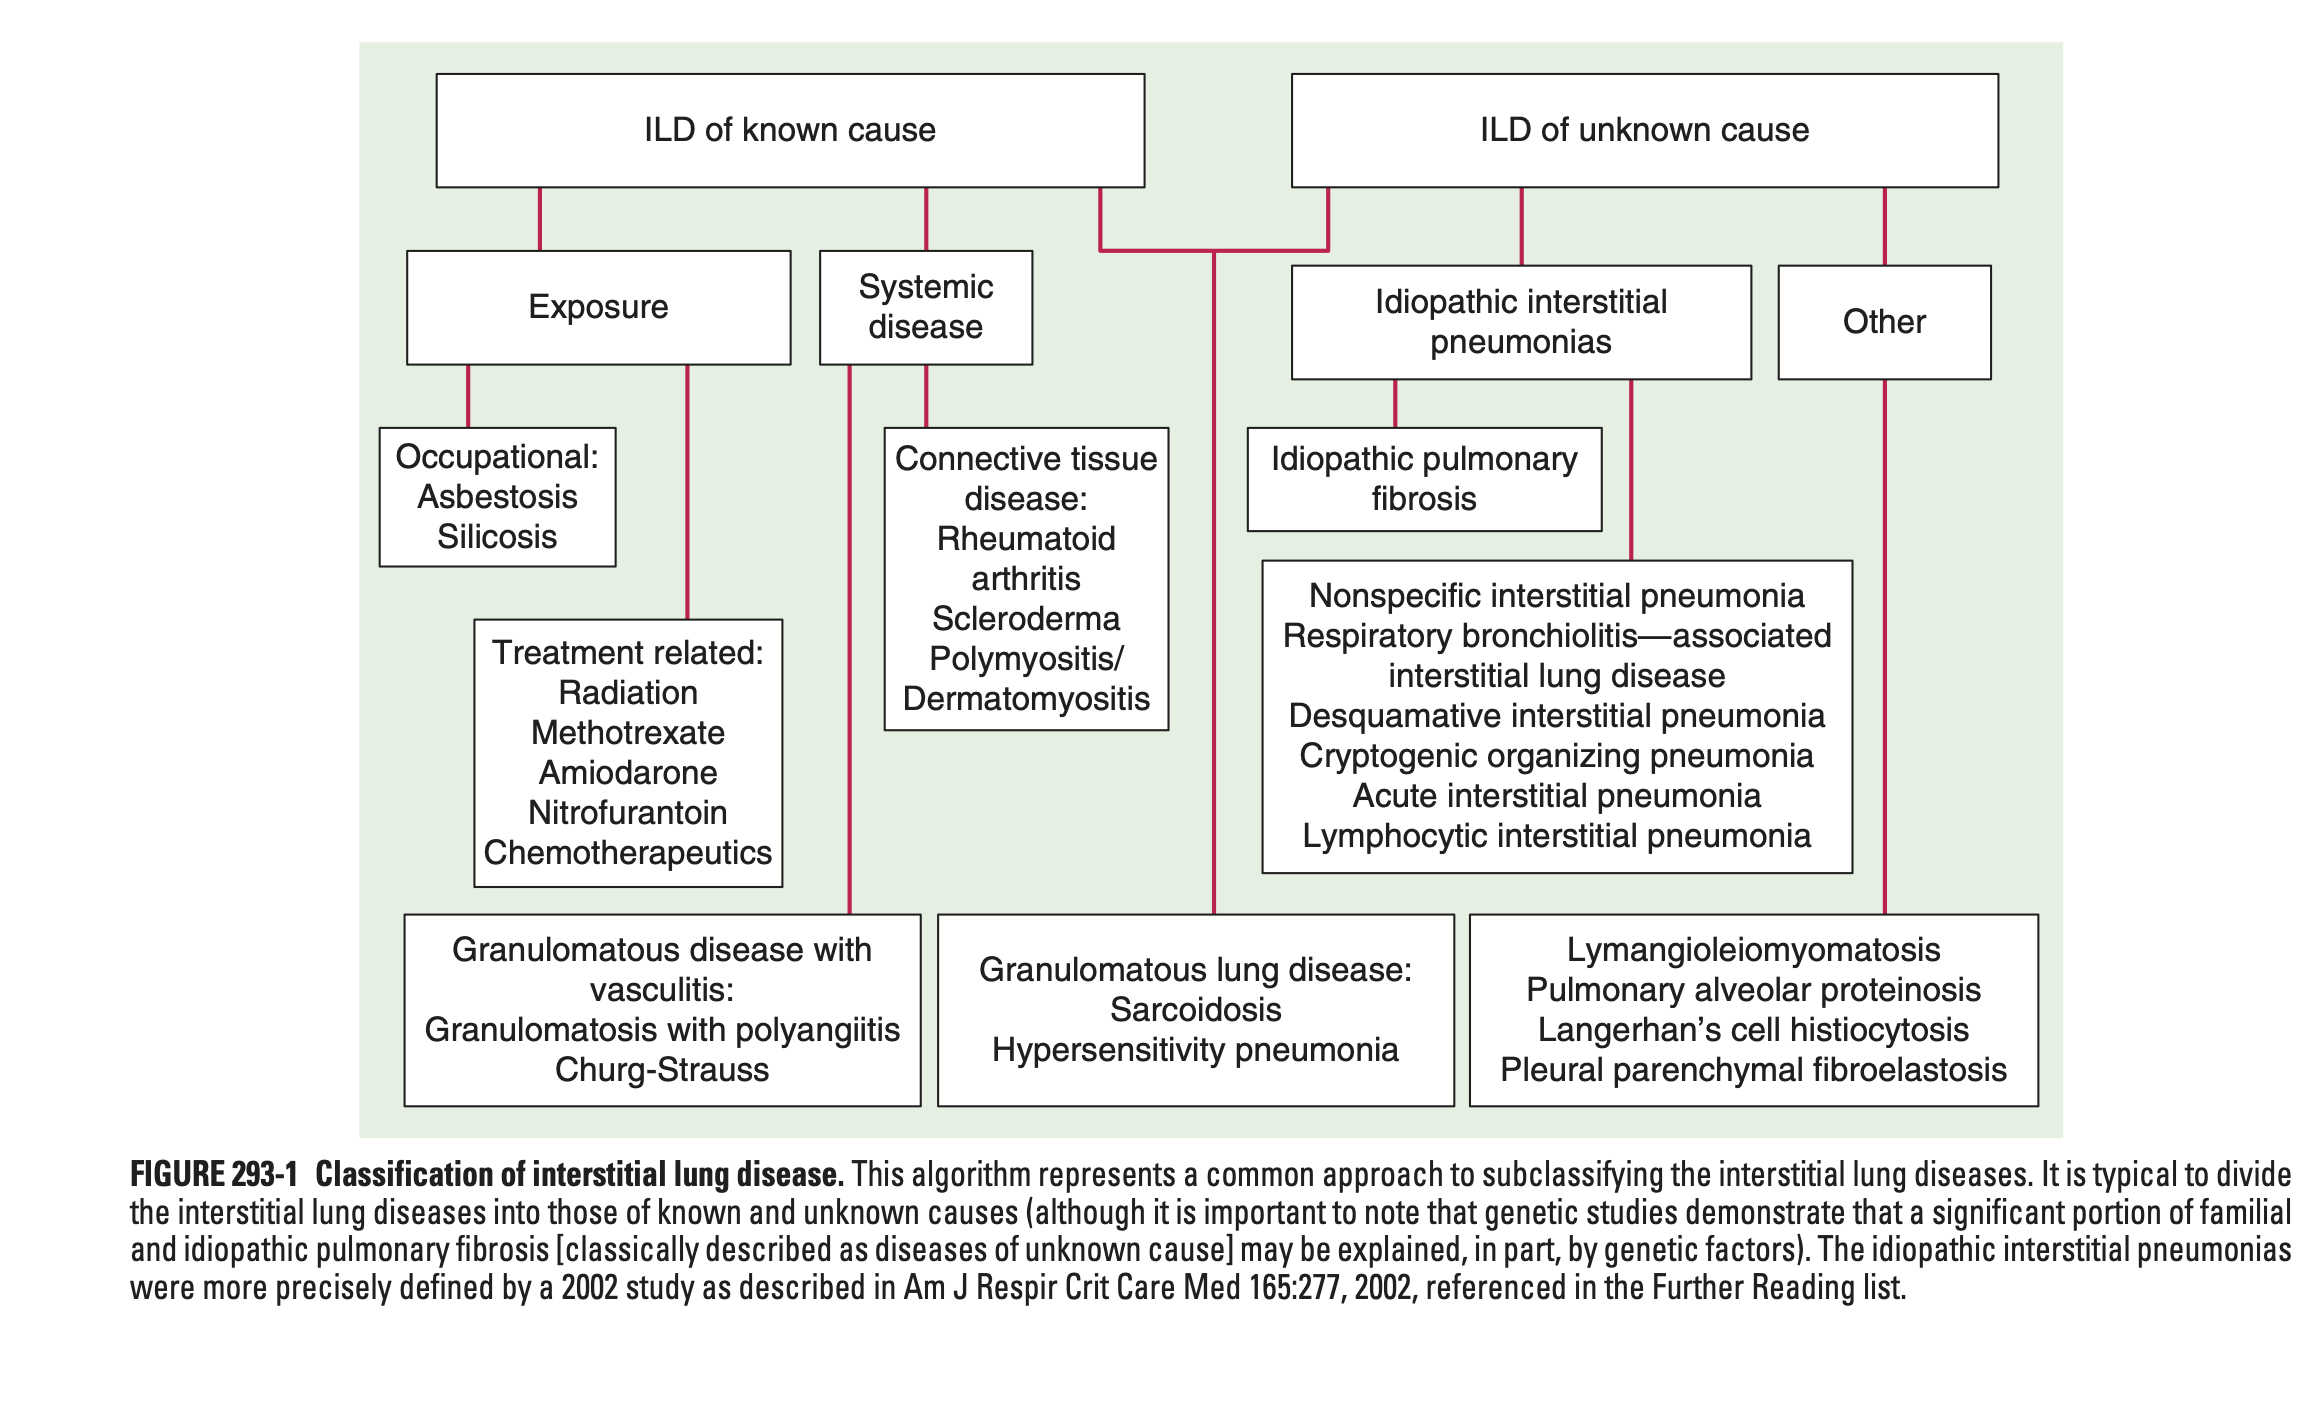 ILD of known cause
ILD of unknown cause
Exposure
Systemic
disease
Idiopathic interstitial
pneumonias
Other
Occupational:
Asbestosis
Silicosis
Connective tissue
disease:
Rheumatoid
arthritis
Scleroderma
Polymyositis/
Dermatomyositis
Idiopathic pulmonary
fibrosis
Treatment related:
Radiation
Methotrexate
Amiodarone
Nitrofurantoin
Chemotherapeutics
Nonspecific interstitial pneumonia
Respiratory bronchiolitis—associated
interstitial lung disease
Desquamative interstitial pneumonia
Cryptogenic organizing pneumonia
Acute interstitial pneumonia
Lymphocytic interstitial pneumonia
Granulomatous disease with
vasculitis:
Granulomatosis with polyangiitis
Churg-Strauss
Granulomatous lung disease:
Sarcoidosis
Hypersensitivity pneumonia
Lymangioleiomyomatosis
Pulmonary alveolar proteinosis
Langerhan’s cell histiocytosis
Pleural parenchymal fibroelastosis
FIGURE 293-1 Classification of interstitial lung disease. This algorithm represents a common approach to subclassifying the interstitial lung diseases. It is typical to divide
the interstitial lung diseases into those of known and unknown causes (although it is important to note that genetic studies demonstrate that a significant portion of familial
and idiopathic pulmonary fibrosis [classically described as diseases of unknown cause] may be explained, in part, by genetic factors). The idiopathic interstitial pneumonias
were more precisely defined by a 2002 study as described in Am J Respir Crit Care Med 165:277, 2002, referenced in the Further Reading list.